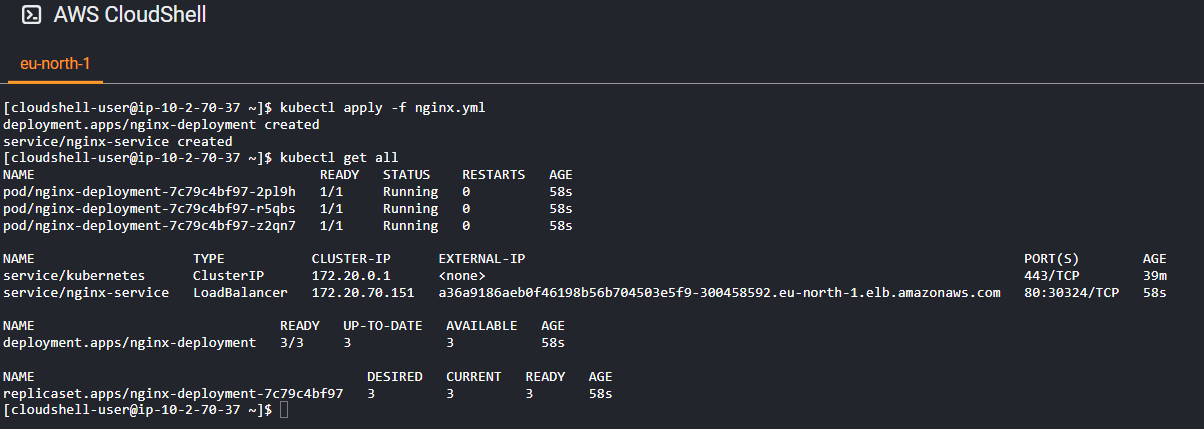 AWS CloudShell
eu-north-1
[cloudshell-user@ip-10-2-70-37 ~]$ kubectl apply -f nginx.yml
deployment.apps/nginx-deployment created
service/nginx-service created
[cloudshell-user@ip-10-2-70-37 ~]$ kubectl get all
NAME READY STATUS RESTARTS AGE
pod/nginx-deployment-7c79c4bf97-2pl9h 1/1 Running 0 58s
pod/nginx-deployment-7c79c4bf97-r5qbs 1/1 Running 0 58s
pod/nginx-deployment-7c79c4bf97-z2qn7 1/1 Running 0 58s
NAME TYPE CLUSTER-IP EXTERNAL-IP PORT(S) AGE
service/kubernetes ClusterIP 172.20.0.1 <none> 443/TCP 39m
service/nginx-service LoadBalancer 172.20.70.151 a36a9186aeb0f46198b56b704503e5f9-300458592.eu-north-1.elb.amazonaws.com 80:30324/TCP 58s
NAME READY UP-TO-DATE AVAILABLE AGE
deployment.apps/nginx-deployment 3/3 3 3 58s
NAME DESIRED CURRENT READY AGE
replicaset.apps/nginx-deployment-7c79c4bf97 3 3 3 58s
[cloudshell-user@ip-10-2-70-37 ~]$